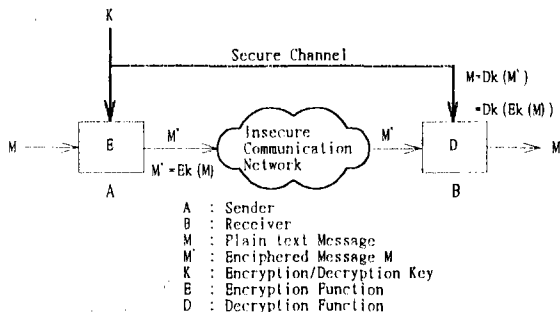 K
Secure Channel
M=Dk(M')
=Dk(Ek(M))
M
E
M'
M'=Ek(M)
A
Insecure
Communication
Network
M'
D
B
M
A : Sender
B : Receiver
M : Plain text Message
M' : Enciphered Message M
K : Encryption/Decryption Key
E : Encryption Function
D : Decryption Function